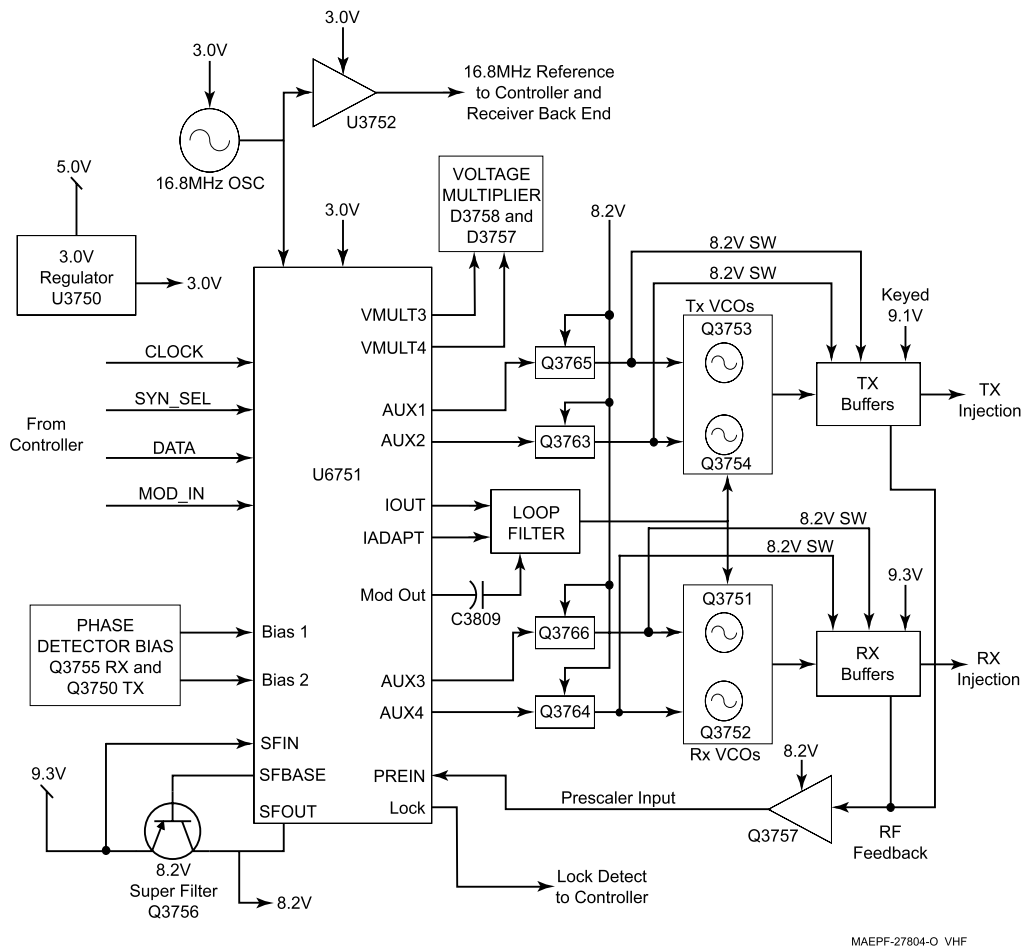 3.0V
3.0V
16.8MHz Reference
to Controller and
Receiver Back End
U3752
16.8MHz OSC
5.0V
3.0V
Regulator
U3750
3.0V
3.0V
VOLTAGE
MULTIPLIER
D3758 and
D3757
8.2V
8.2V SW
8.2V SW
Keyed
9.1V
VMULT3
VMULT4
Tx VCOs
Q3753
Q3754
Q3765
Q3763
TX
Buffers
TX
Injection
CLOCK
SYN_SEL
DATA
MOD_IN
From
Controller
AUX1
AUX2
U6751
IOUT
IADAPT
LOOP
FILTER
Mod Out
C3809
8.2V SW
8.2V SW
9.3V
Q3751
Q3752
Rx VCOs
Q3766
Q3764
RX
Buffers
RX
Injection
PHASE
DETECTOR BIAS
Q3755 RX and
Q3750 TX
Bias 1
Bias 2
AUX3
AUX4
SFIN
SFBASE
SFOUT
PREIN
Lock
9.3V
8.2V
Super Filter
Q3756
8.2V
Prescaler Input
8.2V
Q3757
RF
Feedback
Lock Detect
to Controller
MAEPF-27804-O VHF